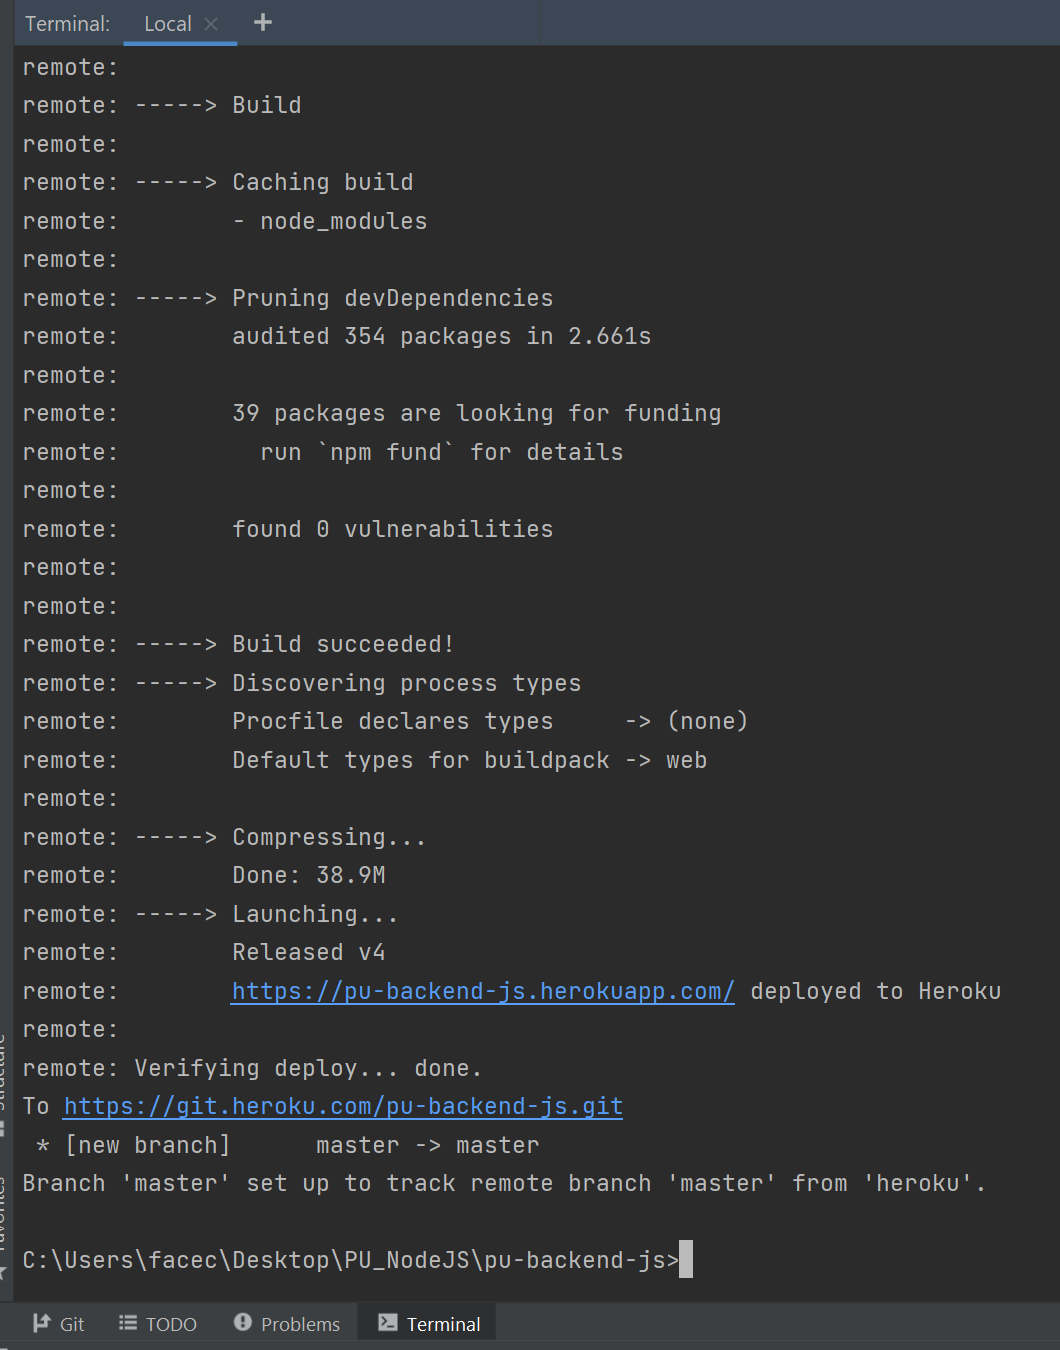 Terminal: Local × +
remote:
remote: -----> Build
remote:
remote: -----> Caching build
remote:        - node_modules
remote:
remote: -----> Pruning devDependencies
remote:        audited 354 packages in 2.661s
remote:
remote:        39 packages are looking for funding
remote:          run `npm fund` for details
remote:
remote:        found 0 vulnerabilities
remote:
remote:
remote: -----> Build succeeded!
remote: -----> Discovering process types
remote:        Procfile declares types     -> (none)
remote:        Default types for buildpack -> web
remote:
remote: -----> Compressing...
remote:        Done: 38.9M
remote: -----> Launching...
remote:        Released v4
remote:        https://pu-backend-js.herokuapp.com/ deployed to Heroku
remote:
remote: Verifying deploy... done.
To https://git.heroku.com/pu-backend-js.git
 * [new branch]      master -> master
Branch 'master' set up to track remote branch 'master' from 'heroku'.
C:\Users\facec\Desktop\PU_NodeJS\pu-backend-js>
Git TODO Problems Terminal